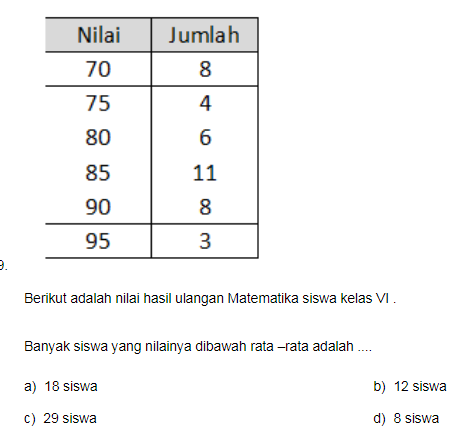 Nilai Jumlah
70 8
75 4
80 6
85 11
90 8
95 3
9.
Berikut adalah nilai hasil ulangan Matematika siswa kelas VI .
Banyak siswa yang nilainya dibawah rata –rata adalah ....
a) 18 siswa b) 12 siswa
c) 29 siswa d) 8 siswa